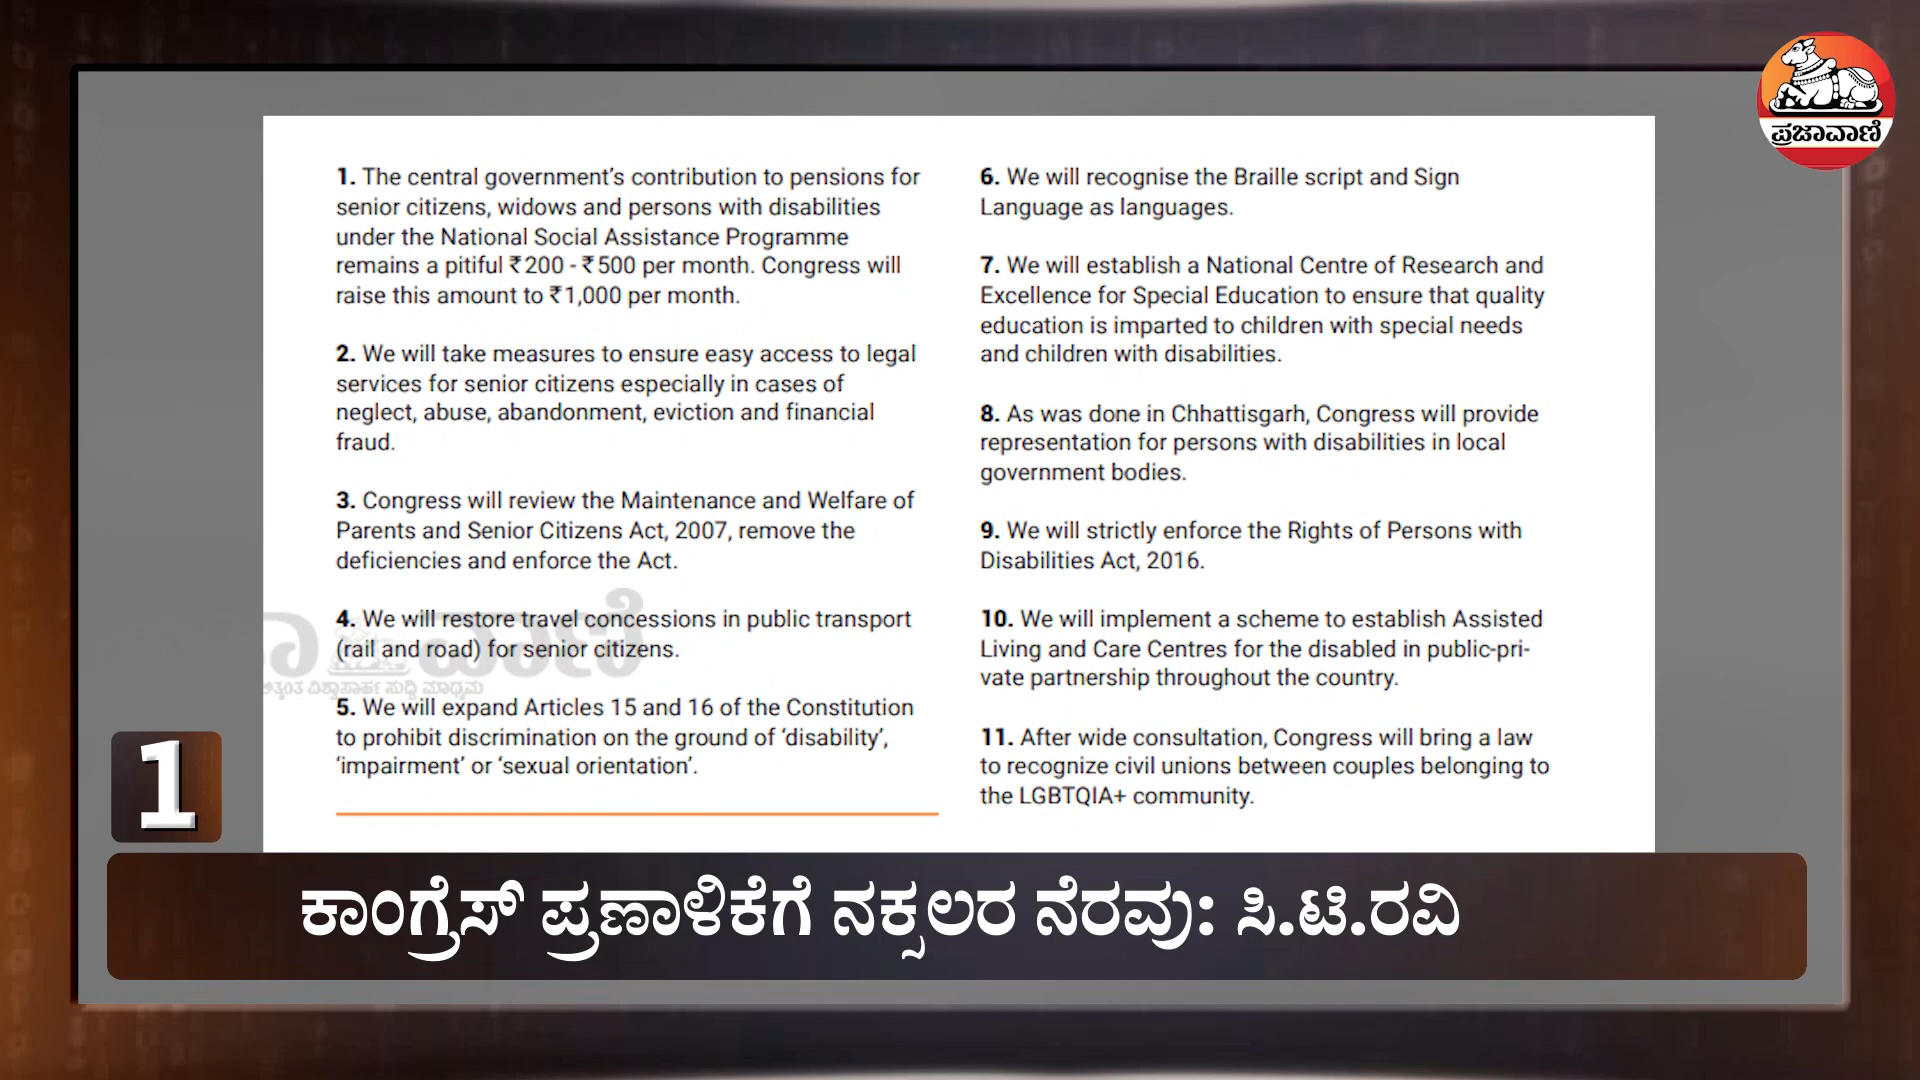 ಪ್ರಜಾವಾಣಿ
1. The central government’s contribution to pensions for
senior citizens, widows and persons with disabilities
under the National Social Assistance Programme
remains a pitiful ₹200 - ₹500 per month. Congress will
raise this amount to ₹1,000 per month.
2. We will take measures to ensure easy access to legal
services for senior citizens especially in cases of
neglect, abuse, abandonment, eviction and financial
fraud.
3. Congress will review the Maintenance and Welfare of
Parents and Senior Citizens Act, 2007, remove the
deficiencies and enforce the Act.
4. We will restore travel concessions in public transport
(rail and road) for senior citizens.
5. We will expand Articles 15 and 16 of the Constitution
to prohibit discrimination on the ground of ‘disability’,
‘impairment’ or ‘sexual orientation’.
6. We will recognise the Braille script and Sign
Language as languages.
7. We will establish a National Centre of Research and
Excellence for Special Education to ensure that quality
education is imparted to children with special needs
and children with disabilities.
8. As was done in Chhattisgarh, Congress will provide
representation for persons with disabilities in local
government bodies.
9. We will strictly enforce the Rights of Persons with
Disabilities Act, 2016.
10. We will implement a scheme to establish Assisted
Living and Care Centres for the disabled in public-pri-
vate partnership throughout the country.
11. After wide consultation, Congress will bring a law
to recognize civil unions between couples belonging to
the LGBTQIA+ community.
ವಾಣಿ
ಅತ್ಯಂತ ವಿಶ್ವಾಸಾರ್ಹ ಸುದ್ದಿ ಮಾಧ್ಯಮ
1
ಕಾಂಗ್ರೆಸ್ ಪ್ರಣಾಳಿಕೆಗೆ ನಕ್ಸಲರ ನೆರವು: ಸಿ.ಟಿ.ರವಿ